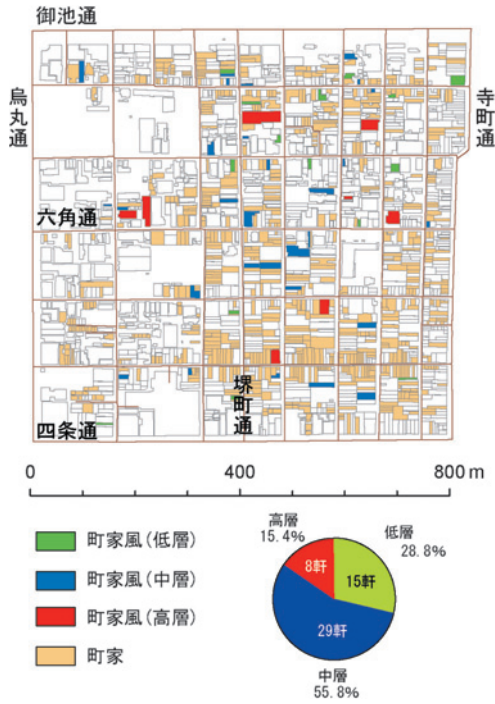 御池通
烏丸通
寺町通
六角通
堺町通
四条通
0 400 800 m
町家風(低層)
町家風(中層)
町家風(高層)
町家
高層
15.4%
低層
28.8%
8軒
15軒
29軒
中層
55.8%